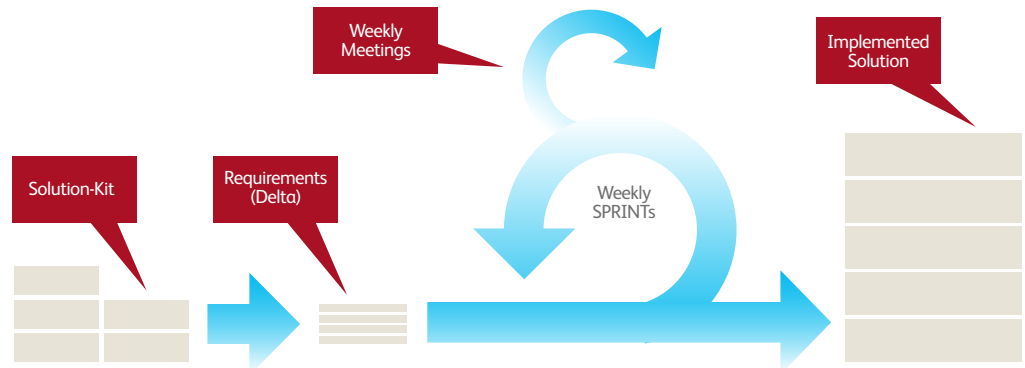 Weekly
Meetings
Implemented
Solution
Solution-Kit
Requirements
(Delta)
Weekly
SPRINTs